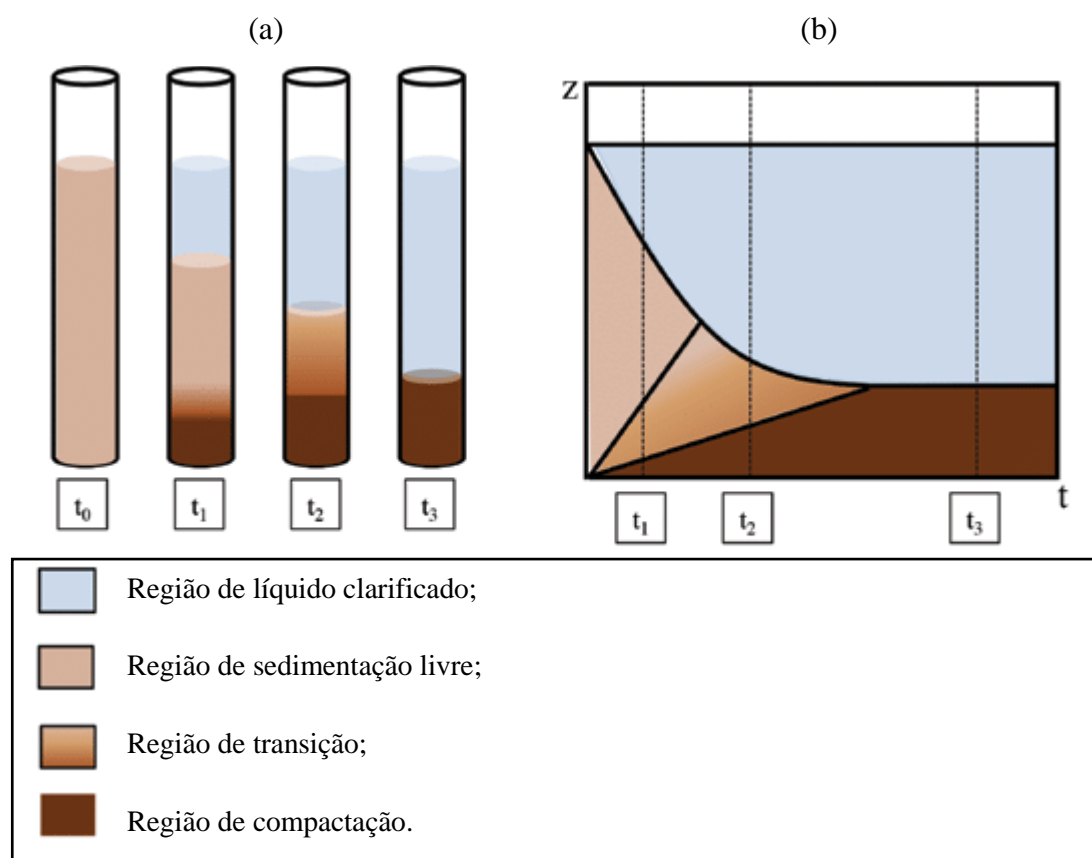 (a)
(b)
z
t₀
t₁
t₂
t₃
t₁
t₂
t₃
t
Região de líquido clarificado;
Região de sedimentação livre;
Região de transição;
Região de compactação.